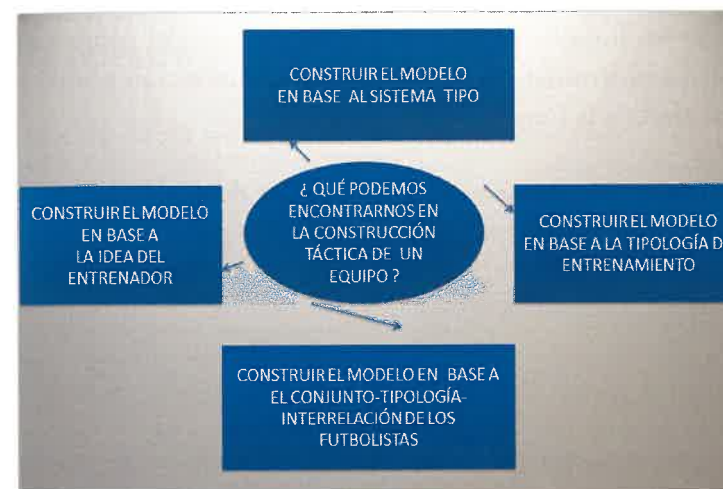 CONSTRUIR EL MODELO
EN BASE AL SISTEMA TIPO
¿ QUÉ PODEMOS
ENCONTRARNOS EN
LA CONSTRUCCIÓN
TÁCTICA DE UN
EQUIPO ?
CONSTRUIR EL MODELO
EN BASE A
LA IDEA DEL
ENTRENADOR
CONSTRUIR EL MODELO
EN BASE A LA TIPOLOGÍA D
ENTRENAMIENTO
CONSTRUIR EL MODELO EN BASE A
EL CONJUNTO-TIPOLOGÍA-
INTERRELACIÓN DE LOS
FUTBOLISTAS